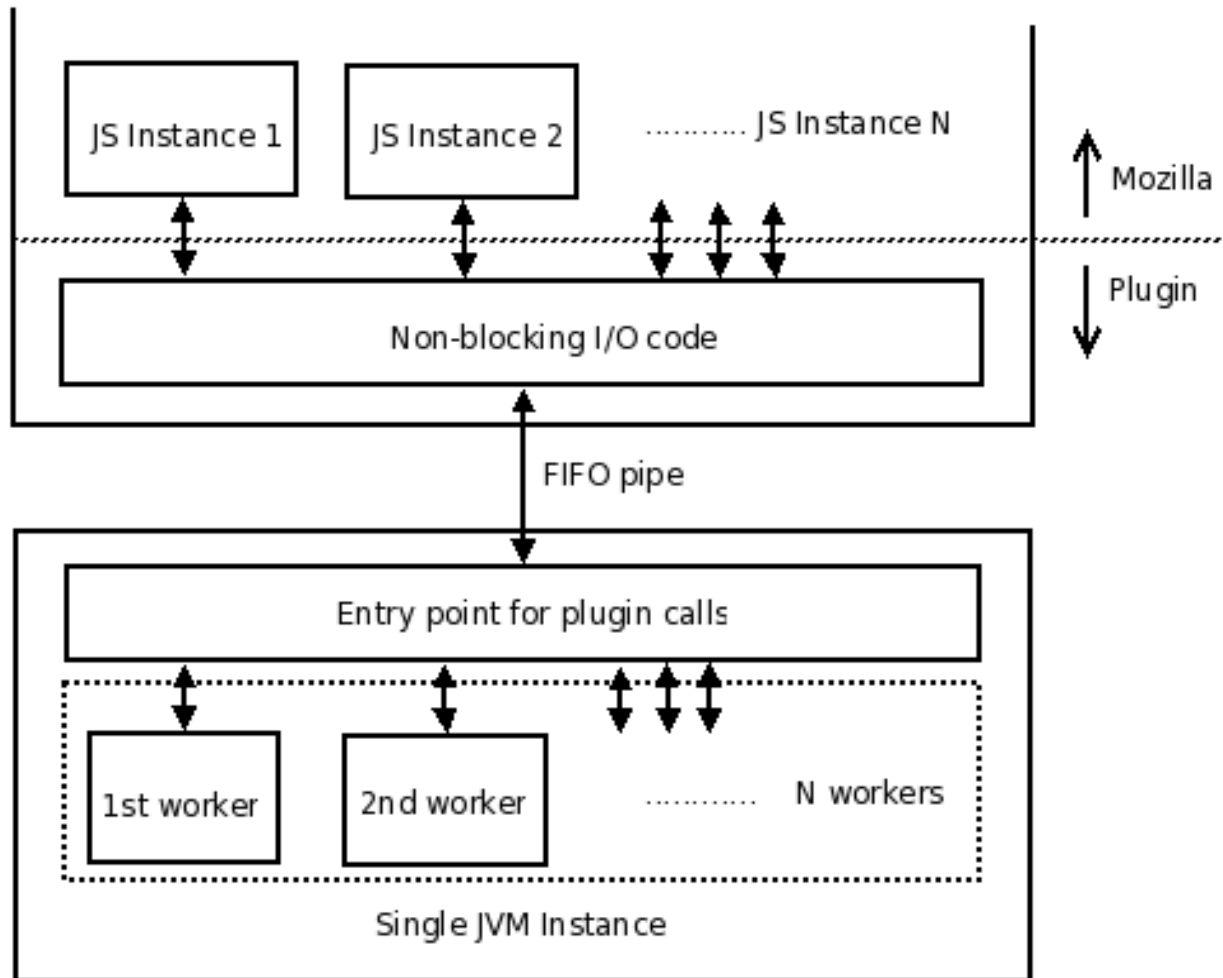 JS Instance 1
JS Instance 2
........... JS Instance N
Mozilla
Plugin
Non-blocking I/O code
FIFO pipe
Entry point for plugin calls
1st worker
2nd worker
............ N workers
Single JVM Instance